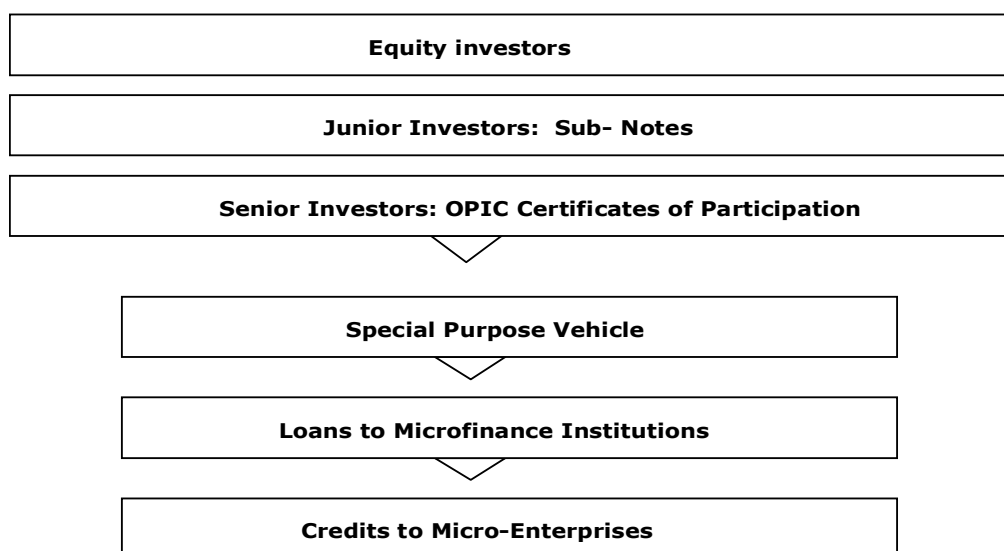 Equity investors
Junior Investors: Sub- Notes
Senior Investors: OPIC Certificates of Participation
Special Purpose Vehicle
Loans to Microfinance Institutions
Credits to Micro-Enterprises